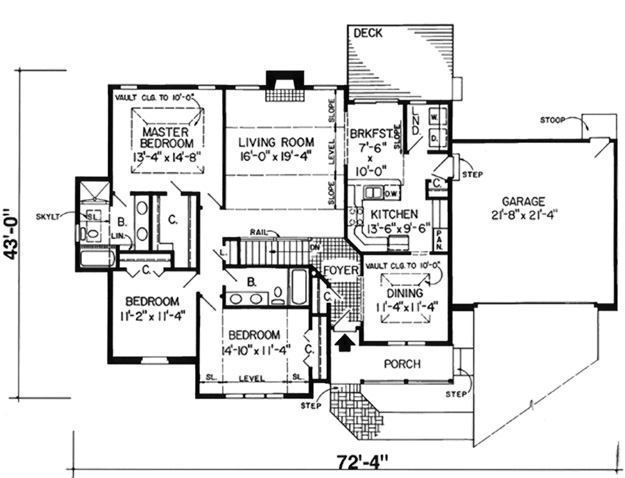 DECK
VAULT CLG. TO 10'-0"
MASTER
BEDROOM
13'-4" x 14'-8"
LIVING ROOM
16'-0" x 19'-4"
SLOPE
LEVEL
SLOPE
BRKFST.
7'-6"
x
10'-0"
SLOPE
LND
W.
D.
STOOP
C.
STEP
GARAGE
21'-8" x 21'-4"
SKYLT
SL.
B.
LIN.
C.
D.W.
KITCHEN
13'-6" x 9'-6"
PAN.
RAIL
DN
L
FOYER
VAULT CLG. TO 10'-0"
DINING
11'-4" x 11'-4"
C.
BEDROOM
11'-2" x 11'-4"
B.
C.
BEDROOM
14'-10" x 11'-4"
C.
SL.
LEVEL
SL.
PORCH
STEP
STEP
43'-0"
72'-4"